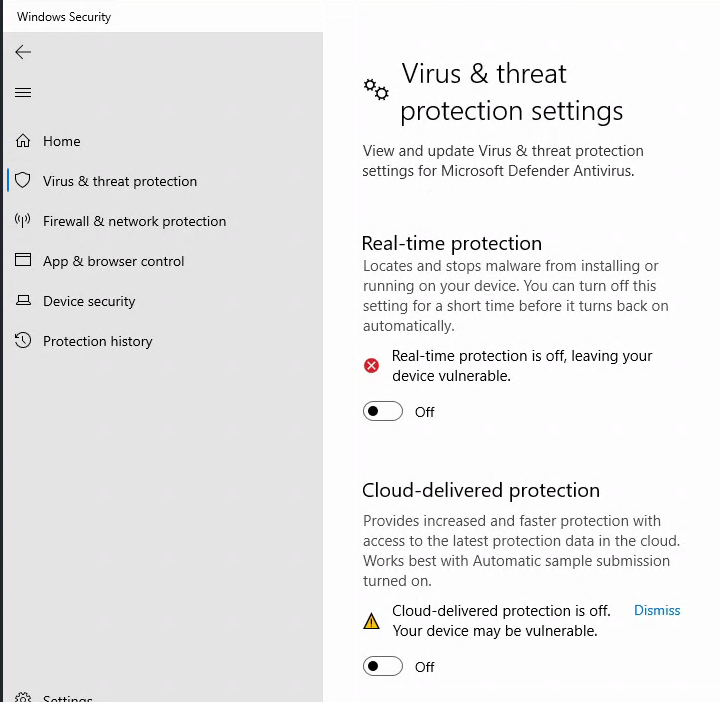 Windows Security
Home
Virus & threat protection
Firewall & network protection
App & browser control
Device security
Protection history
Settings
Virus & threat
protection settings
View and update Virus & threat protection
settings for Microsoft Defender Antivirus.
Real-time protection
Locates and stops malware from installing or
running on your device. You can turn off this
setting for a short time before it turns back on
automatically.
Real-time protection is off, leaving your
device vulnerable.
Off
Cloud-delivered protection
Provides increased and faster protection with
access to the latest protection data in the cloud.
Works best with Automatic sample submission
turned on.
Cloud-delivered protection is off. Dismiss
Your device may be vulnerable.
Off